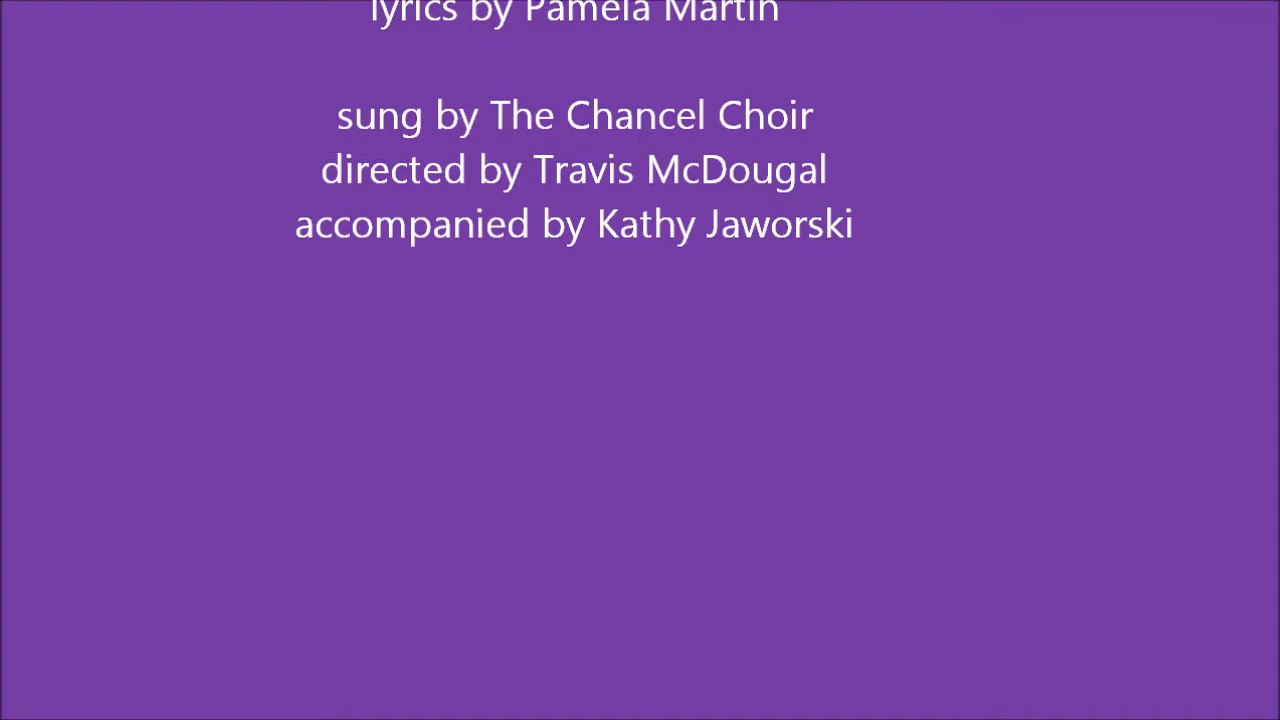 lyrics by Pamela Martin
sung by The Chancel Choir
directed by Travis McDougal
accompanied by Kathy Jaworski